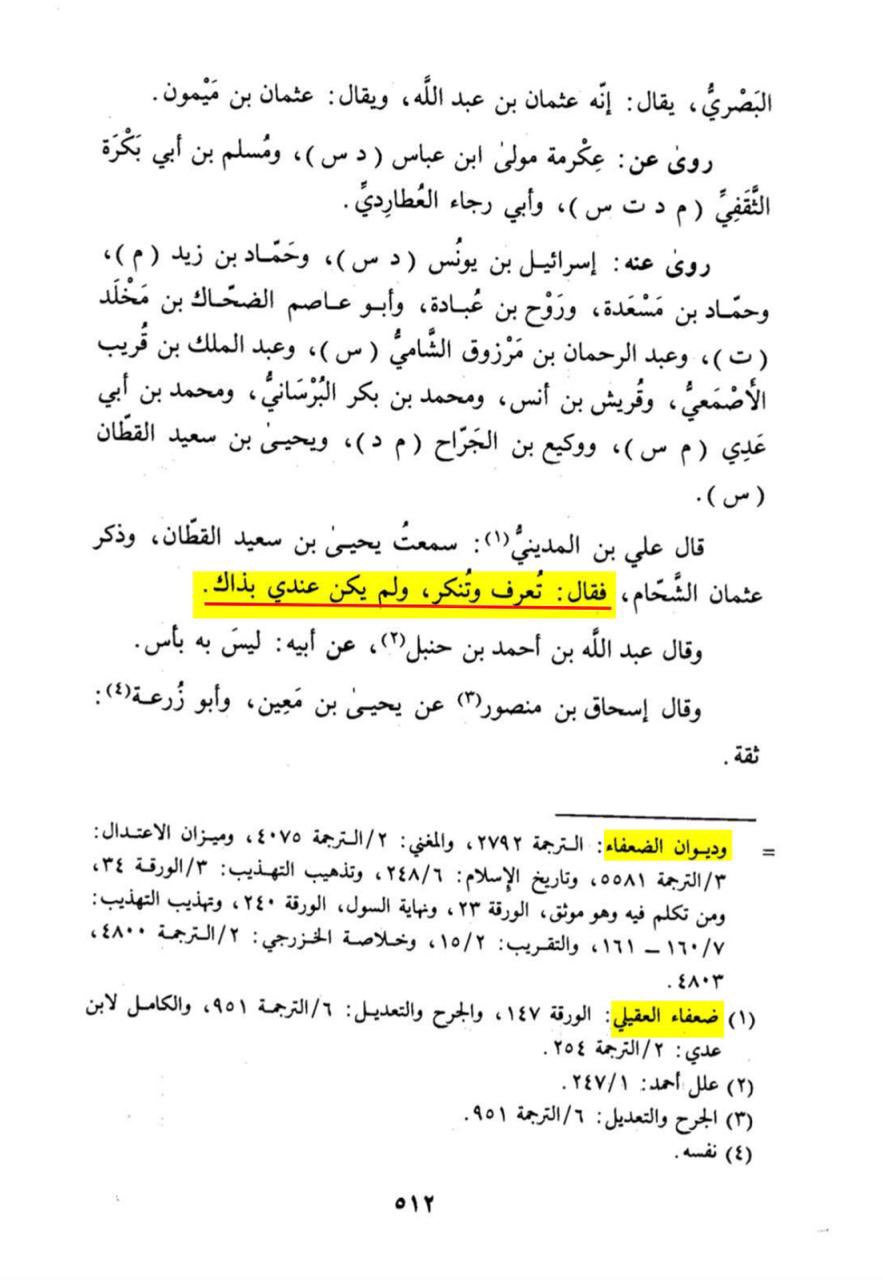 البَصْريُّ، يقال: إنّه عثمان بن عبد اللَّه، ويقال: عثمان بن مَيْمون.
روىٰ عن: عِكْرمة مولىٰ ابن عباس (د س)، ومُسلم بن أبي بَكْرَة
الثَّقَفِيِّ (م د ت س)، وأبي رجاء العُطارِديِّ.
روىٰ عنه: إسرائيل بن يونُس (د س)، وحَمّاد بن زيد (م)،
وحمّاد بن مَسْعَدة، ورَوْح بن عُبادة، وأبو عاصم الضحّاك بن مَخْلَد
(ت)، وعبد الرحمان بن مَرْزوق الشَّاميُّ (س)، وعبد الملك بن قُريب
الأَصْمَعيُّ، وقُريش بن أنس، ومحمد بن بكر البُرْسانيُّ، ومحمد بن أبي
عَدِي (م س)، ووكيع بن الجَرّاح (م د)، ويحيىٰ بن سعيد القطّان
(س).
قال علي بن المدينيُّ(١): سمعتُ يحيىٰ بن سعيد القطّان، وذكر
عثمان الشَّحّام، فقال: تُعرف وتُنكر، ولم يكن عندي بذاك.
وقال عبد اللَّه بن أحمد بن حنبل(٢)، عن أبيه: ليسَ به بأس.
وقال إسحاق بن منصور(٣) عن يحيىٰ بن مَعِين، وأبو زُرعة(٤):
ثقة.
= وديوان الضعفاء: الترجمة ٢٧٩٢، والمغني: ٢/الترجمة ٤٠٧٥، وميزان الاعتدال:
٣/الترجمة ٥٥٨١، وتاريخ الإسلام: ٢٤٨/٦، وتذهيب التهذيب: ٣/الورقة ٣٤،
ومن تكلم فيه وهو موثق، الورقة ٢٣، ونهاية السول، الورقة ٢٤٠، وتهذيب التهذيب:
١٦٠/٧ – ١٦١، والتقريب: ١٥/٢، وخلاصة الخزرجي: ٢/الترجمة ٤٨٠٠،
٤٨٠٣.
(١) ضعفاء العقيلي: الورقة ١٤٧، والجرح والتعديل: ٦/الترجمة ٩٥١، والكامل لابن
عدي: ٢/الترجمة ٢٥٤.
(٢) علل أحمد: ٢٤٧/١.
(٣) الجرح والتعديل: ٦/الترجمة ٩٥١.
(٤) نفسه.
٥١٢